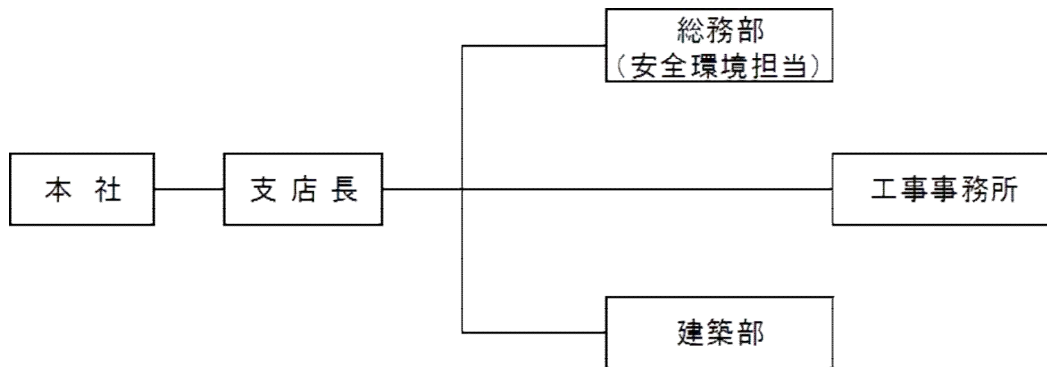 総務部
（安全環境担当）
本社
支店長
工事事務所
建築部